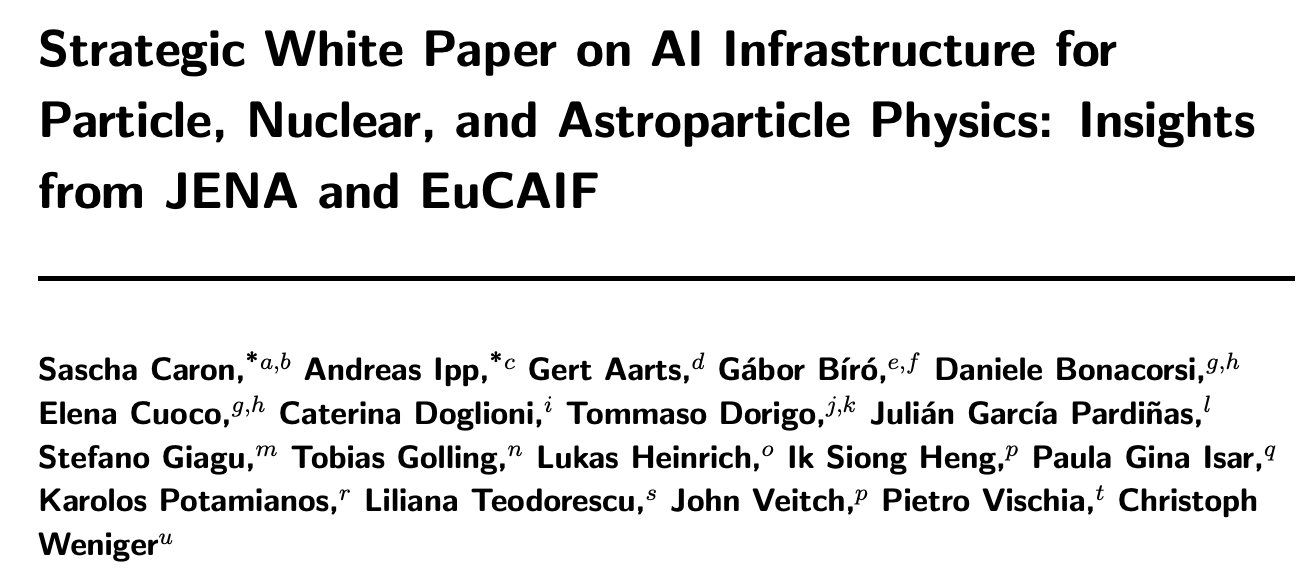 Strategic White Paper on AI Infrastructure for
Particle, Nuclear, and Astroparticle Physics: Insights
from JENA and EuCAIF
Sascha Caron,*a,b Andreas Ipp,*c Gert Aarts,d Gábor Bíró,e,f Daniele Bonacorsi,g,h
Elena Cuoco,g,h Caterina Doglioni,i Tommaso Dorigo,j,k Julián García Pardiñas,l
Stefano Giagu,m Tobias Golling,n Lukas Heinrich,o Ik Siong Heng,p Paula Gina Isar,q
Karolos Potamianos,r Liliana Teodorescu,s John Veitch,p Pietro Vischia,t Christoph
Wenigeru